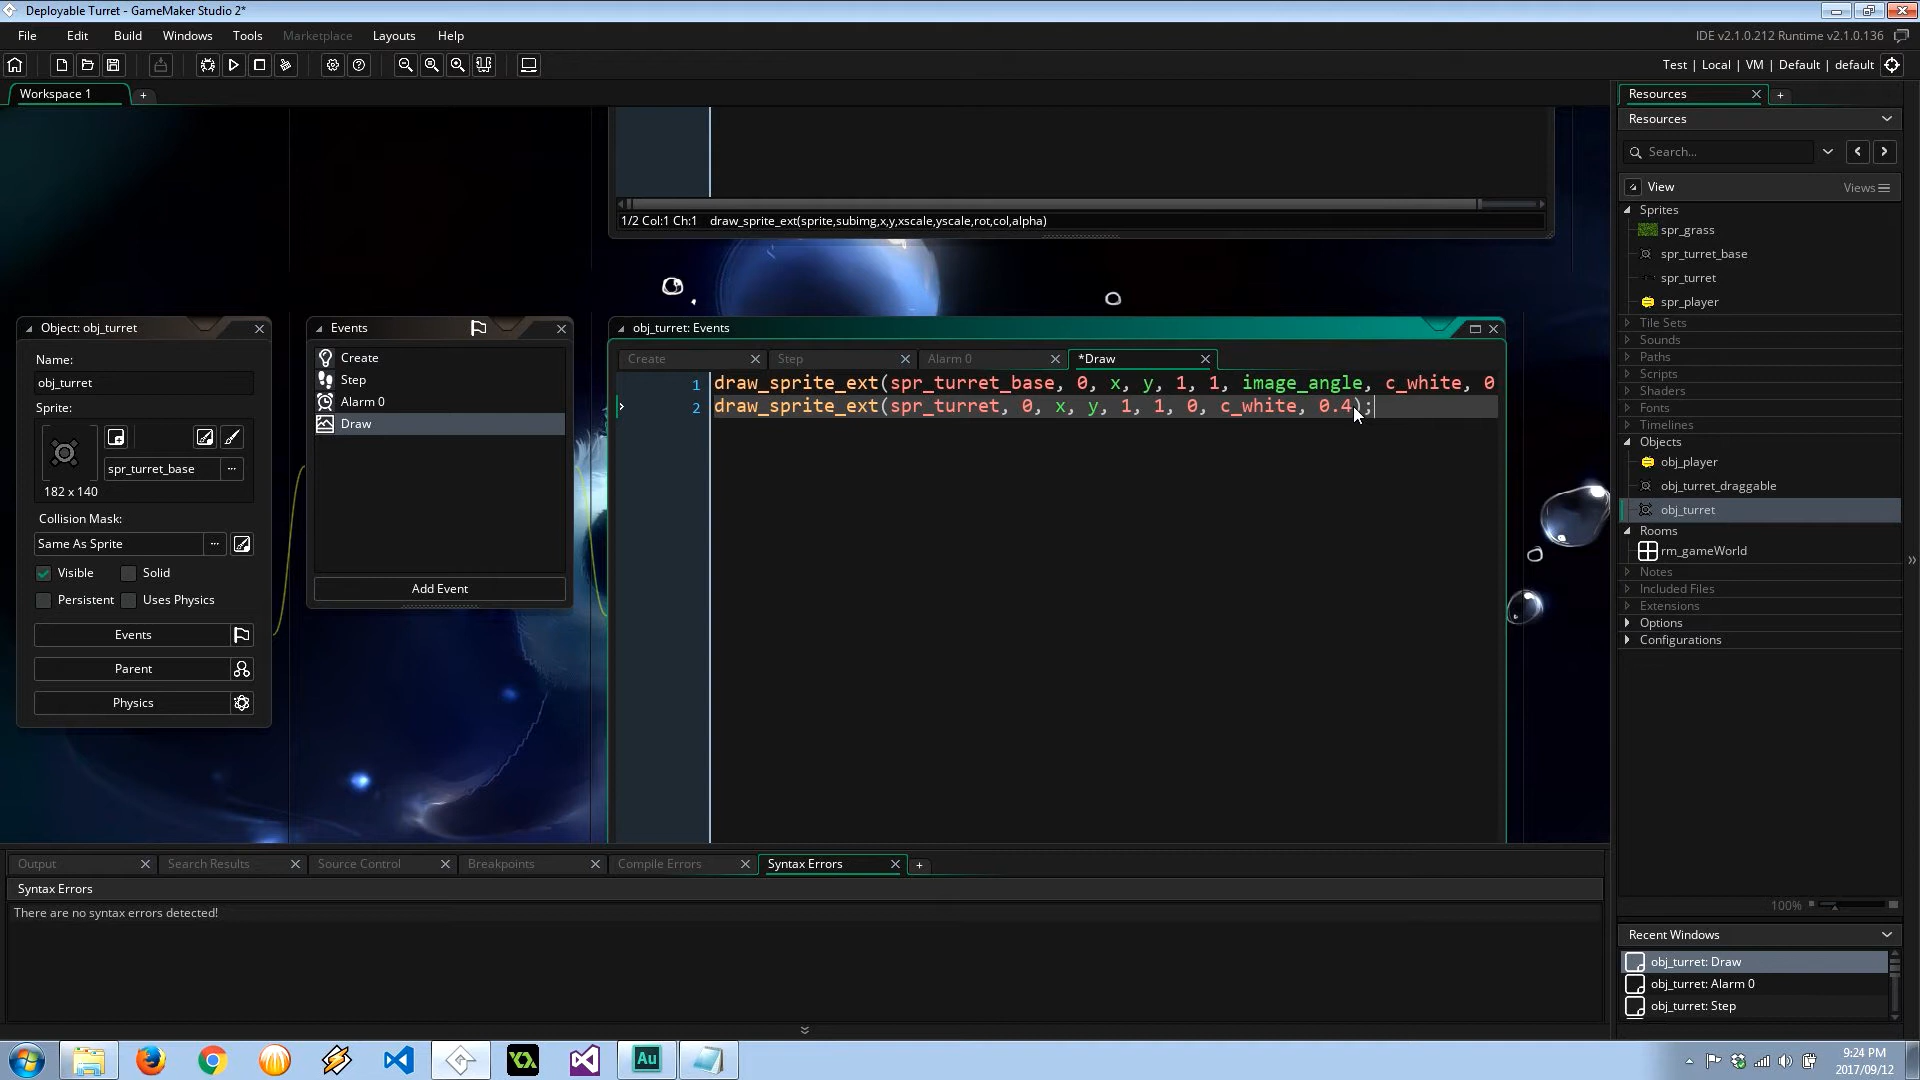 Deployable Turret - GameMaker Studio 2*
File Edit Build Windows Tools Marketplace Layouts Help
IDE v2.1.0.212 Runtime v2.1.0.136
Test | Local | VM | Default | default
Workspace 1
Resources
Resources
Search...
View
Views
Sprites
spr_grass
spr_turret_base
spr_turret
spr_player
Tile Sets
Sounds
Paths
Scripts
Shaders
Fonts
Timelines
Objects
obj_player
obj_turret_draggable
obj_turret
Rooms
rm_gameWorld
Notes
Included Files
Extensions
Options
Configurations
100%
Recent Windows
obj_turret: Draw
obj_turret: Alarm 0
obj_turret: Step
1/2 Col:1 Ch:1 draw_sprite_ext(sprite,subimg,x,y,xscale,yscale,rot,col,alpha)
Object: obj_turret
Name:
obj_turret
Sprite:
spr_turret_base
182 x 140
Collision Mask:
Same As Sprite
Visible Solid
Persistent Uses Physics
Events
Parent
Physics
Events
Create
Step
Alarm 0
Draw
Add Event
obj_turret: Events
Create Step Alarm 0 *Draw
1 draw_sprite_ext(spr_turret_base, 0, x, y, 1, 1, image_angle, c_white, 0
2 draw_sprite_ext(spr_turret, 0, x, y, 1, 1, 0, c_white, 0.4);
Output Search Results Source Control Breakpoints Compile Errors Syntax Errors
Syntax Errors
There are no syntax errors detected!
Au
9:24 PM
2017/09/12